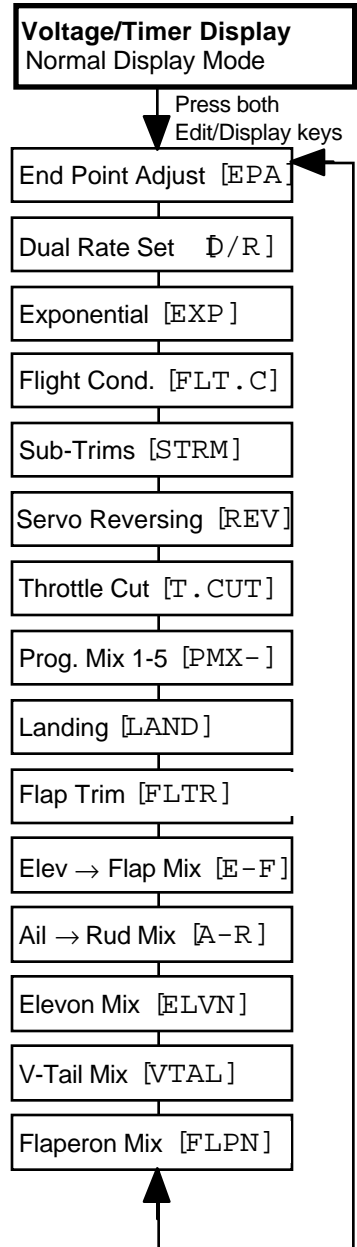 Voltage/Timer Display
Normal Display Mode
Press both
Edit/Display keys
End Point Adjust [EPA]
Dual Rate Set [D/R]
Exponential [EXP]
Flight Cond. [FLT.C]
Sub-Trims [STRM]
Servo Reversing [REV]
Throttle Cut [T.CUT]
Prog. Mix 1-5 [PMX-]
Landing [LAND]
Flap Trim [FLTR]
Elev → Flap Mix [E-F]
Ail → Rud Mix [A-R]
Elevon Mix [ELVN]
V-Tail Mix [VTAL]
Flaperon Mix [FLPN]